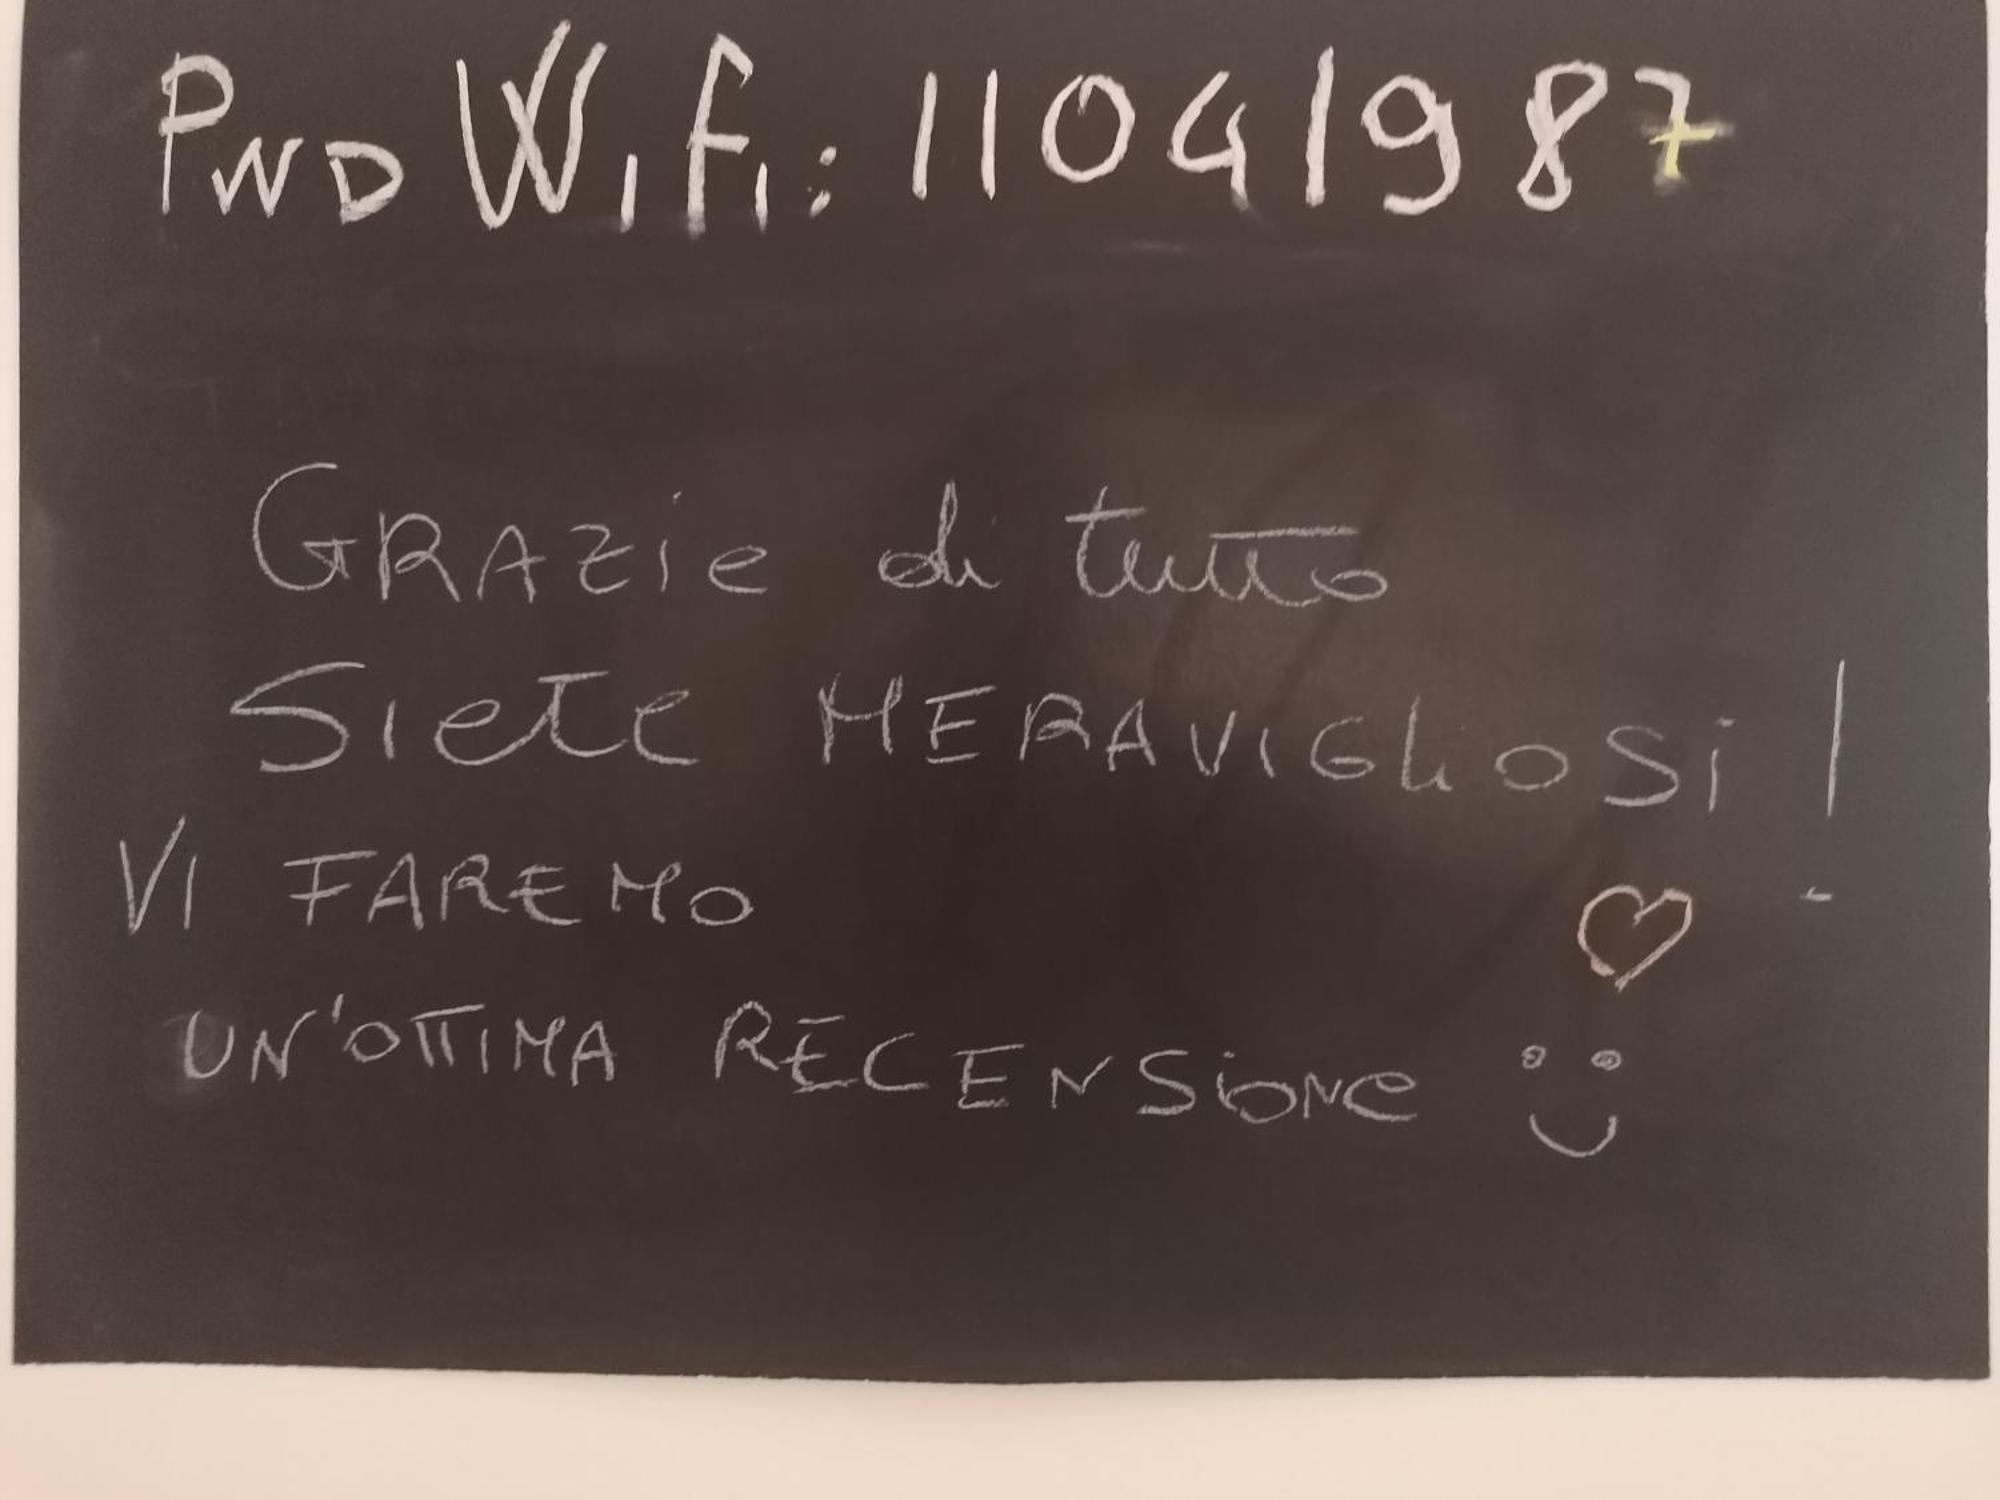 PWD WiFi: 11041987
GRAZie di tutto
Siete MERAVIGliOSi!
VI FAREMO
UN'OTTIMA RECENSiONe